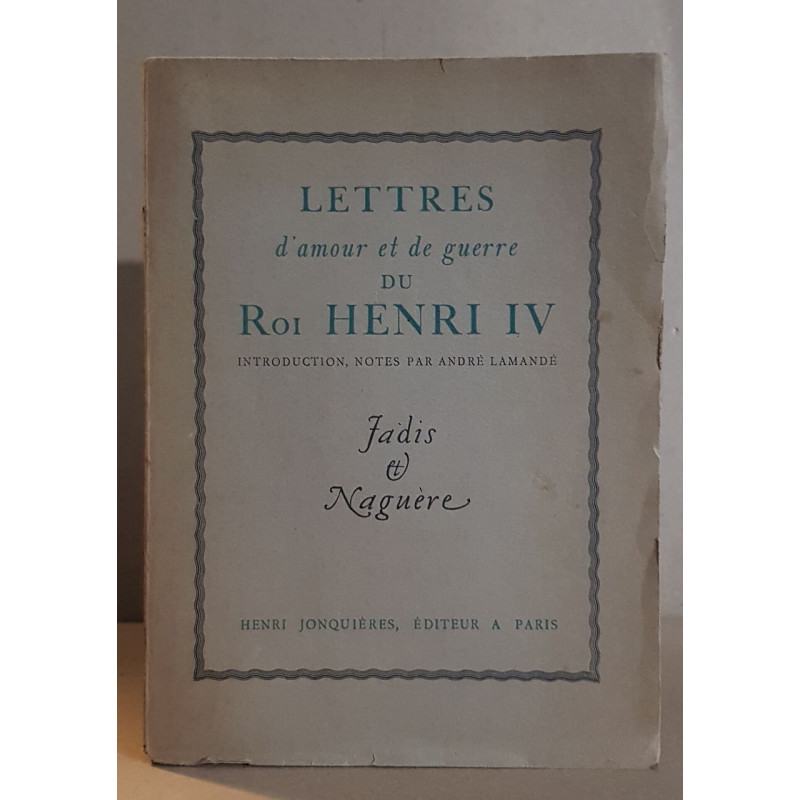 LETTRES
d'amour et de guerre
DU
ROI HENRI IV
INTRODUCTION, NOTES PAR ANDRÉ LAMANDÉ
Jadis
&
Naguère
HENRI JONQUIÈRES, ÉDITEUR A PARIS